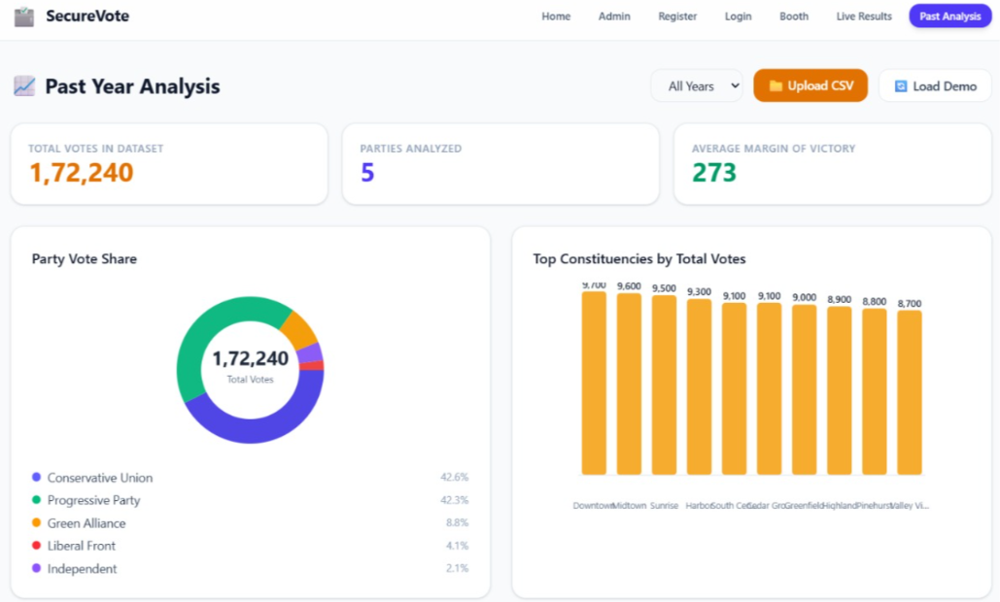 SecureVote
Home Admin Register Login Booth Live Results Past Analysis
Past Year Analysis
All Years Upload CSV Load Demo
TOTAL VOTES IN DATASET
1,72,240
PARTIES ANALYZED
5
AVERAGE MARGIN OF VICTORY
273
Party Vote Share
1,72,240
Total Votes
Conservative Union 42.6%
Progressive Party 42.3%
Green Alliance 8.8%
Liberal Front 4.1%
Independent 2.1%
Top Constituencies by Total Votes
9,700 9,600 9,500 9,300 9,100 9,100 9,000 8,900 8,800 8,700
Downtown Midtown Sunrise Harbor South Cedar Greenfield Highland Pinehurst Valley Vi...